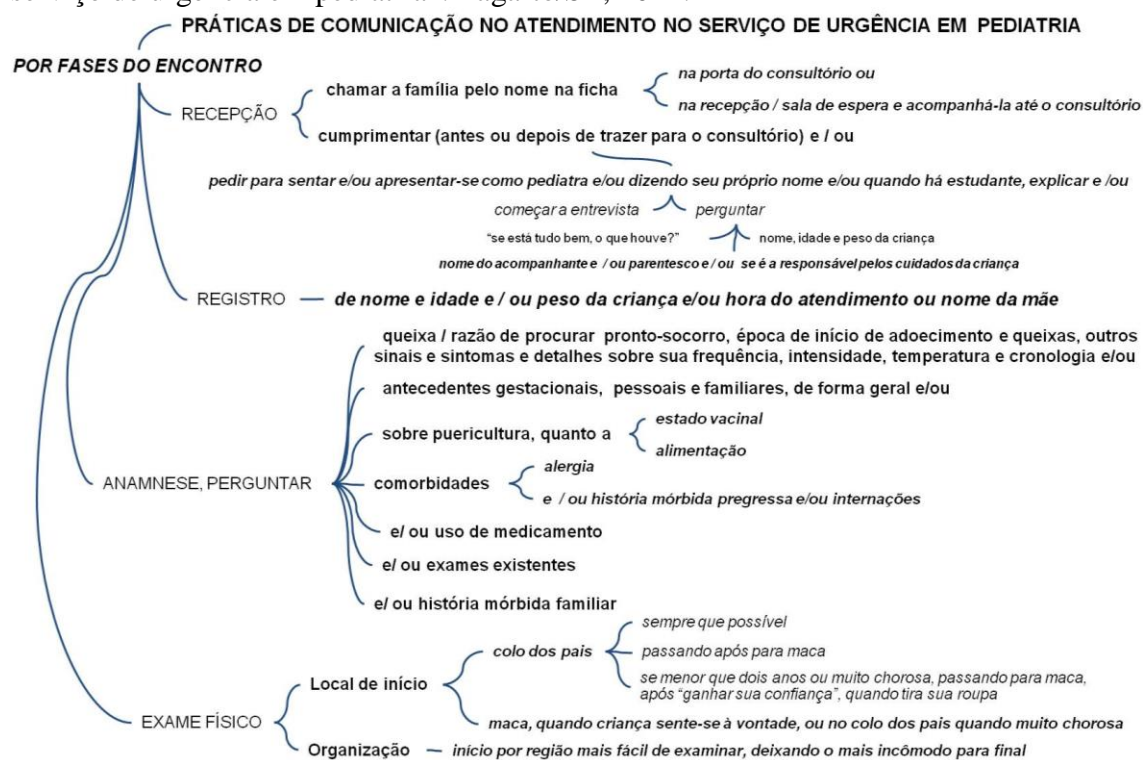 PRÁTICAS DE COMUNICAÇÃO NO ATENDIMENTO NO SERVIÇO DE URGÊNCIA EM PEDIATRIA
POR FASES DO ENCONTRO
RECEPÇÃO
chamar a família pelo nome na ficha
na porta do consultório ou
na recepção / sala de espera e acompanhá-la até o consultório
cumprimentar (antes ou depois de trazer para o consultório) e / ou
pedir para sentar e/ou apresentar-se como pediatra e/ou dizendo seu próprio nome e/ou quando há estudante, explicar e /ou
começar a entrevista
perguntar
“se está tudo bem, o que houve?”
nome, idade e peso da criança
nome do acompanhante e / ou parentesco e / ou se é a responsável pelos cuidados da criança
REGISTRO
de nome e idade e / ou peso da criança e/ou hora do atendimento ou nome da mãe
ANAMNESE, PERGUNTAR
queixa / razão de procurar pronto-socorro, época de início de adoecimento e queixas, outros
sinais e sintomas e detalhes sobre sua frequência, intensidade, temperatura e cronologia e/ou
antecedentes gestacionais, pessoais e familiares, de forma geral e/ou
sobre puericultura, quanto a
estado vacinal
alimentação
comorbidades
alergia
e / ou história mórbida pregressa e/ou internações
e/ ou uso de medicamento
e/ ou exames existentes
e/ ou história mórbida familiar
EXAME FÍSICO
Local de início
colo dos pais
sempre que possível
passando após para maca
se menor que dois anos ou muito chorosa, passando para maca,
após “ganhar sua confiança”, quando tira sua roupa
maca, quando criança sente-se à vontade, ou no colo dos pais quando muito chorosa
Organização
início por região mais fácil de examinar, deixando o mais incômodo para final